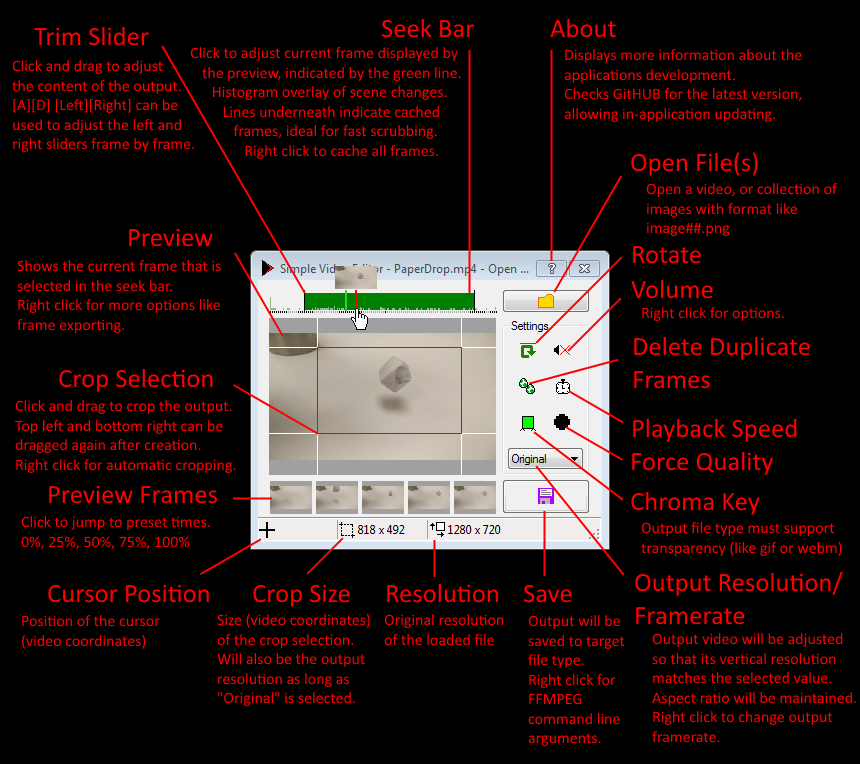 Trim Slider
Click and drag to adjust
the content of the output.
[A][D] [Left][Right] can be
used to adjust the left and
right sliders frame by frame.
Seek Bar
Click to adjust current frame displayed by
the preview, indicated by the green line.
Histogram overlay of scene changes.
Lines underneath indicate cached
frames, ideal for fast scrubbing.
Right click to cache all frames.
About
Displays more information about the
applications development.
Checks GitHUB for the latest version,
allowing in-application updating.
Open File(s)
Open a video, or collection of
images with format like
image##.png
Preview
Shows the current frame that is
selected in the seek bar.
Right click for more options like
frame exporting.
Rotate
Volume
Right click for options.
Simple Video Editor - PaperDrop.mp4 - Open ...
?
Settings
Delete Duplicate
Frames
Crop Selection
Click and drag to crop the output.
Top left and bottom right can be
dragged again after creation.
Right click for automatic cropping.
Playback Speed
Force Quality
Original
Preview Frames
Click to jump to preset times.
0%, 25%, 50%, 75%, 100%
Chroma Key
Output file type must support
transparency (like gif or webm)
818 x 492
1280 x 720
Cursor Position
Position of the cursor
(video coordinates)
Crop Size
Size (video coordinates)
of the crop selection.
Will also be the output
resolution as long as
"Original" is selected.
Resolution
Original resolution
of the loaded file
Save
Output will be
saved to target
file type.
Right click for
FFMPEG
command line
arguments.
Output Resolution/
Framerate
Output video will be adjusted
so that its vertical resolution
matches the selected value.
Aspect ratio will be maintained.
Right click to change output
framerate.